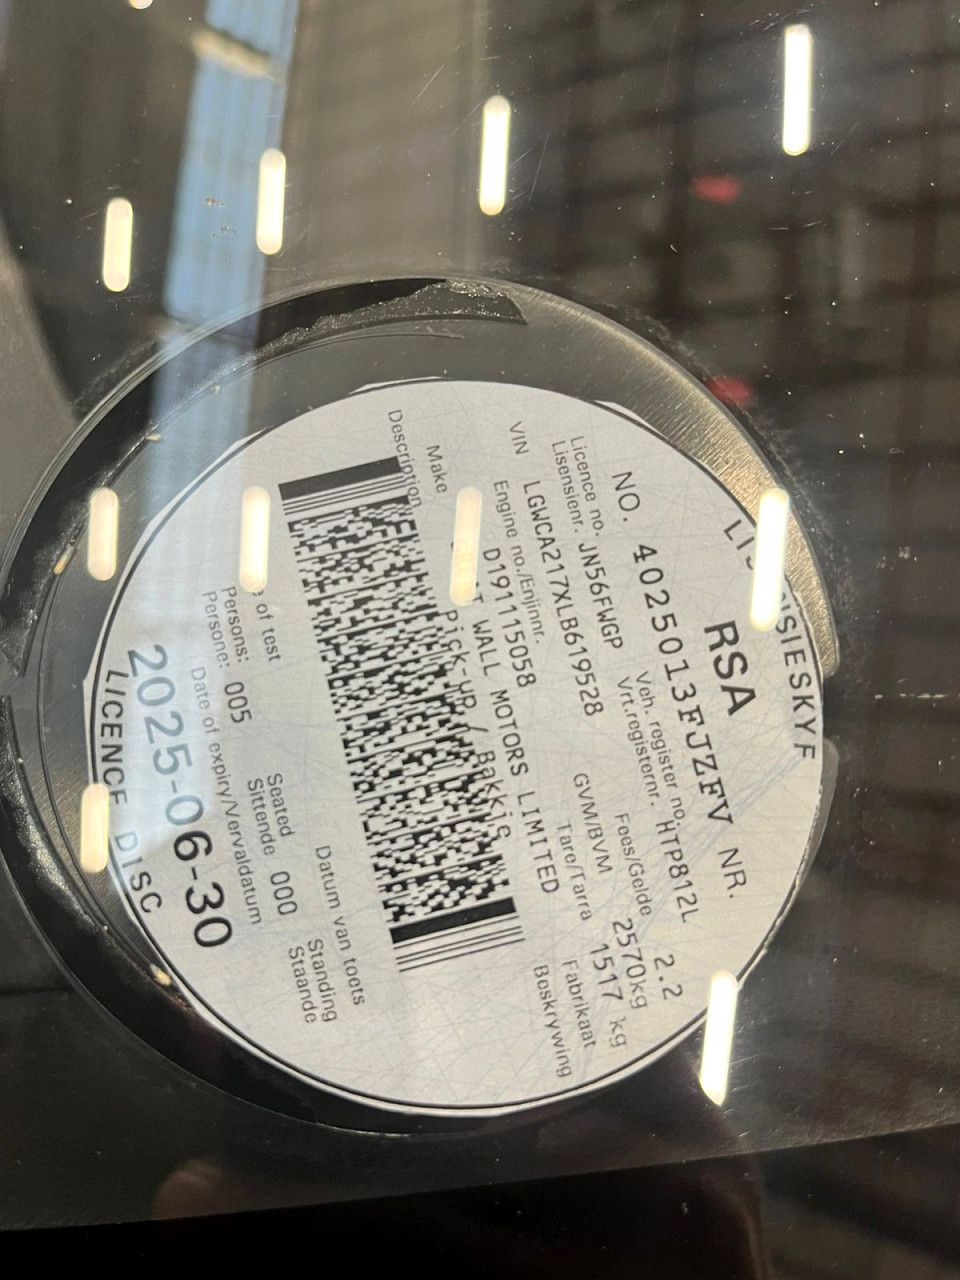 RSA
NO. 4025013FJZFV NR.
Licence no. Veh. register no. Fees/Gelde 2.2
Lisensienr. JN56FWGP Vrt.registernr. HTP812L
VIN LGWCA217XLB619528 GVM/BVM 2570kg
Engine no./Enjinnr. D191115058 Tare/Tarra 1517 kg
Make WALL MOTORS LIMITED Fabrikaat
Description Pick-up / Bakkie Beskrywing
of test Datum van toets
Persons: Seated Standing
Persone: 005 Sittende 000 Staande
Date of expiry/Vervaldatum
2025-06-30
LICENCE DISC